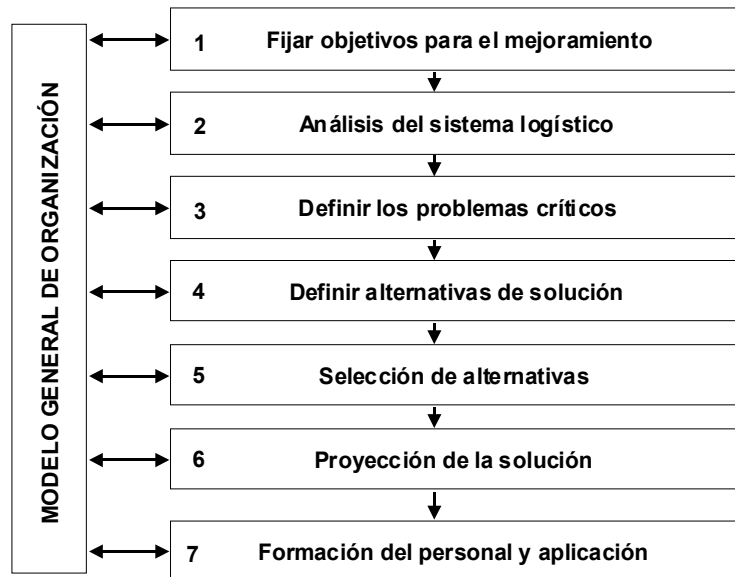 MODELO GENERAL DE ORGANIZACIÓN
1 Fijar objetivos para el mejoramiento
2 Análisis del sistema logístico
3 Definir los problemas críticos
4 Definir alternativas de solución
5 Selección de alternativas
6 Proyección de la solución
7 Formación del personal y aplicación